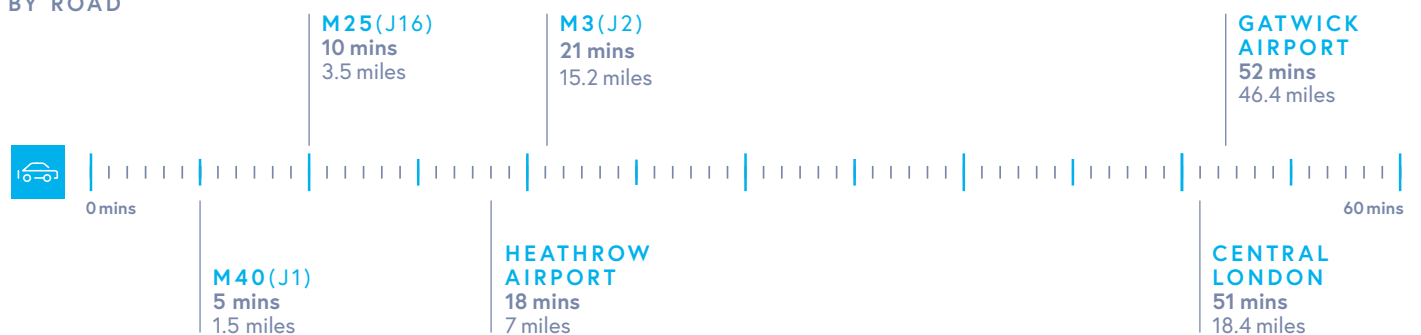 BY ROAD
M25(J16)
10 mins
3.5 miles
M3(J2)
21 mins
15.2 miles
GATWICK
AIRPORT
52 mins
46.4 miles
0 mins
60 mins
M40(J1)
5 mins
1.5 miles
HEATHROW
AIRPORT
18 mins
7 miles
CENTRAL
LONDON
51 mins
18.4 miles